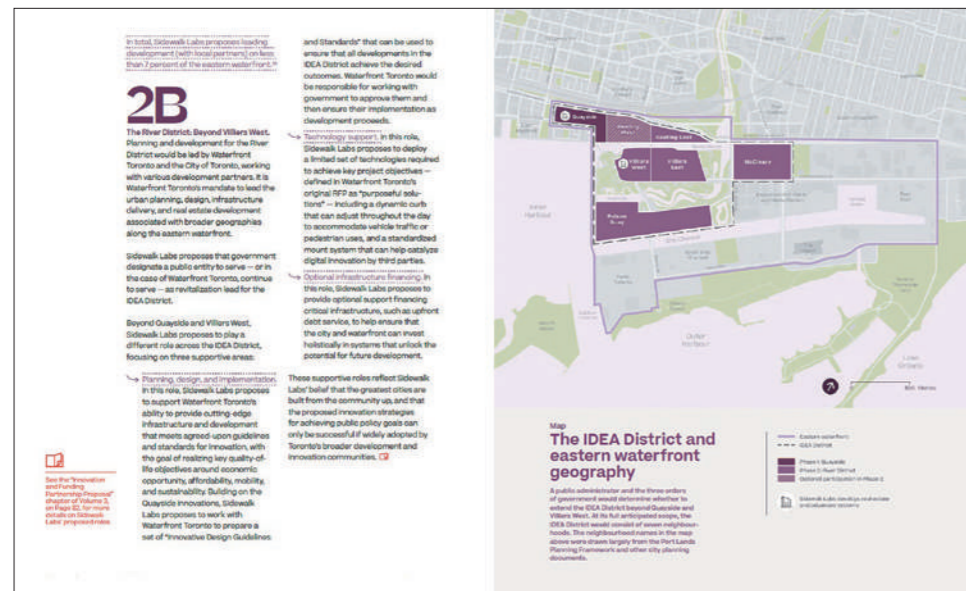 In total, Sidewalk Labs proposes leading
development (with local partners) on less
than 7 percent of the eastern waterfront.
2B
The River District: Beyond Villiers West.
Planning and development for the River
District would be led by Waterfront
Toronto and the City of Toronto, working
with various development partners. It is
Waterfront Toronto's mandate to lead the
urban planning, design, infrastructure
delivery, and real estate development
associated with broader geographies
along the eastern waterfront.
Sidewalk Labs proposes that government
designate a public entity to serve — or in
the case of Waterfront Toronto, continue
to serve — as revitalization lead for the
IDEA District.
Beyond Quayside and Villiers West,
Sidewalk Labs proposes to play a
different role across the IDEA District,
focusing on three supportive areas:
Planning, design, and implementation.
In this role, Sidewalk Labs proposes
to support Waterfront Toronto's
ability to provide cutting-edge
infrastructure and development
that meets agreed-upon guidelines
and standards for innovation, with
the goal of realizing key quality-of-
life objectives around economic
opportunity, affordability, mobility,
and sustainability. Building on the
Quayside innovations, Sidewalk
Labs proposes to work with
Waterfront Toronto to prepare a
set of "Innovative Design Guidelines
See the "Innovation
and Funding
Partnership Proposal"
chapter of Volume 3,
for more
details on Sidewalk
Labs' proposed roles.
and Standards" that can be used to
ensure that all developments in the
IDEA District achieve the desired
outcomes. Waterfront Toronto would
be responsible for working with
government to approve them and
then ensure their implementation as
development proceeds.
Technology support. In this role,
Sidewalk Labs proposes to deploy
a limited set of technologies required
to achieve key project objectives —
defined in Waterfront Toronto's
original RFP as "purposeful solu-
tions" — including a dynamic curb
that can adjust throughout the day
to accommodate vehicle traffic or
pedestrian uses, and a standardized
mount system that can help catalyze
digital innovation by third parties.
Optional infrastructure financing. In
this role, Sidewalk Labs proposes to
provide optional support financing
critical infrastructure, such as upfront
debt service, to help ensure that
the city and waterfront can invest
holistically in systems that unlock the
potential for future development.
These supportive roles reflect Sidewalk
Labs' belief that the greatest cities are
built from the community up, and that
the proposed innovation strategies
for achieving public policy goals can
only be successful if widely adopted by
Toronto's broader development and
innovation communities.
Quayside
Keating East
Villiers
West
Villiers
East
McCleary
Polson
Quay
Inner
Harbour
Outer
Harbour
Lake
Ontario
Map
The IDEA District and
eastern waterfront
geography
A public administrator and the three orders
of government would determine whether to
extend the IDEA District beyond Quayside and
Villiers West. At its full anticipated scope, the
IDEA District would consist of seven neighbour-
hoods. The neighbourhood names in the map
above were drawn largely from the Port Lands
Planning Framework and other city planning
documents.
Eastern waterfront
IDEA District
Phase 1: Quayside
Phase 2: River District